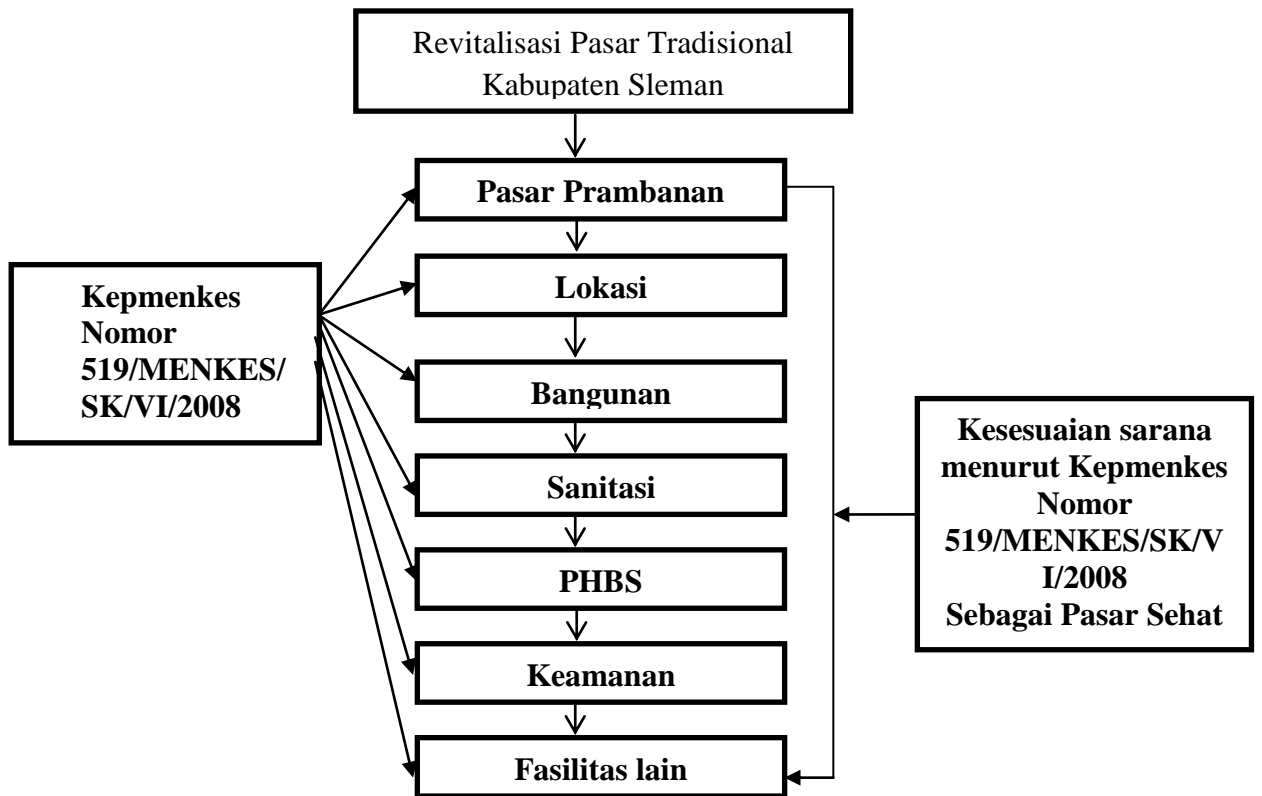 Revitalisasi Pasar Tradisional
Kabupaten Sleman
Pasar Prambanan
Lokasi
Kepmenkes
Nomor
519/MENKES/
SK/VI/2008
Bangunan
Sanitasi
PHBS
Keamanan
Fasilitas lain
Kesesuaian sarana
menurut Kepmenkes
Nomor
519/MENKES/SK/V
I/2008
Sebagai Pasar Sehat